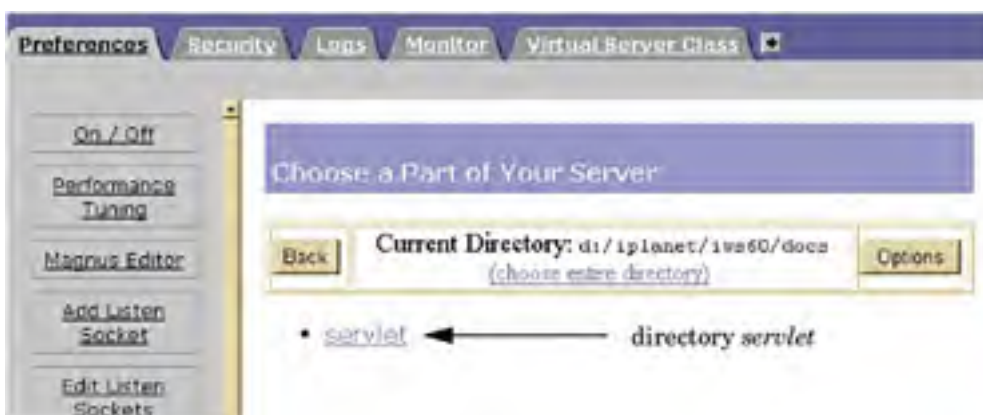 Preferences Security Logs Monitor Virtual Server Class
On / Off
Performance
Tuning
Magnus Editor
Add Listen
Socket
Edit Listen
Sockets
Choose a Part of Your Server
Back
Current Directory: d:/iplanet/iws60/docs
(choose entire directory)
Options
servlet
directory servlet